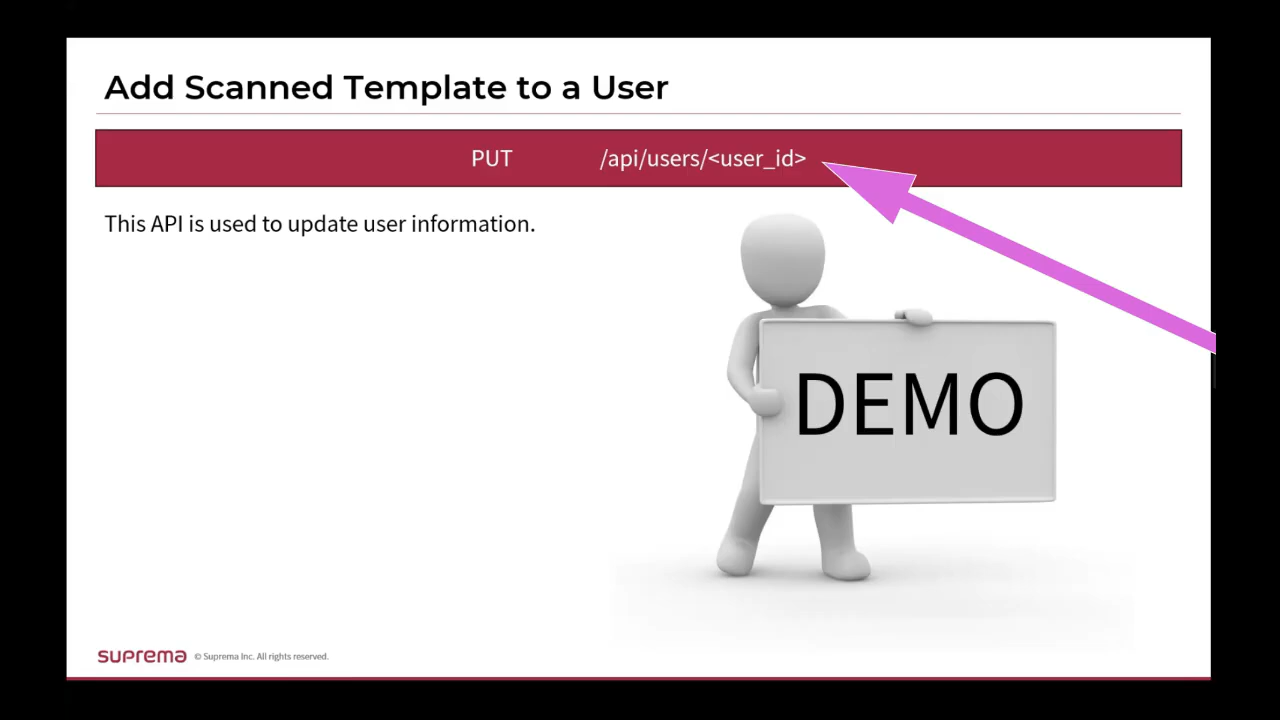 Add Scanned Template to a User
PUT /api/users/<user_id>
This API is used to update user information.
DEMO
suprema © Suprema Inc. All rights reserved.